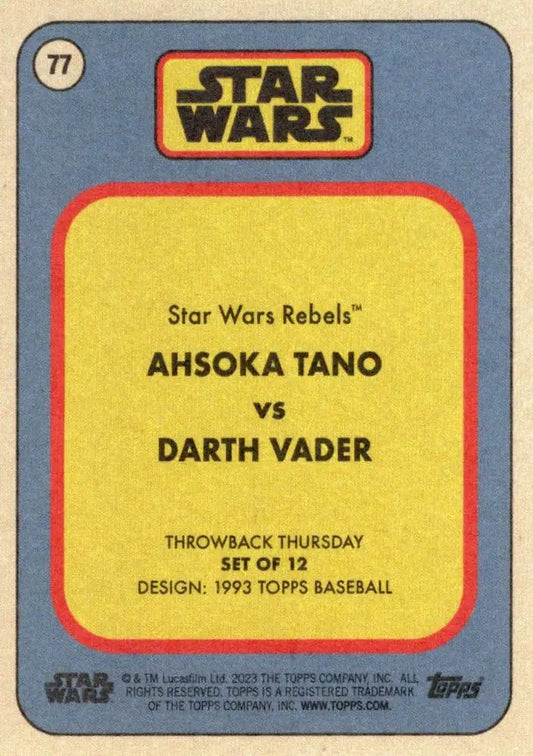 77
STAR
WARS™
Star Wars Rebels™
AHSOKA TANO
vs
DARTH VADER
THROWBACK THURSDAY
SET OF 12
DESIGN: 1993 TOPPS BASEBALL
STAR
WARS
© & TM Lucasfilm Ltd. 2023 THE TOPPS COMPANY, INC. ALL
RIGHTS RESERVED. TOPPS IS A REGISTERED TRADEMARK
OF THE TOPPS COMPANY, INC. WWW.TOPPS.COM.
Topps